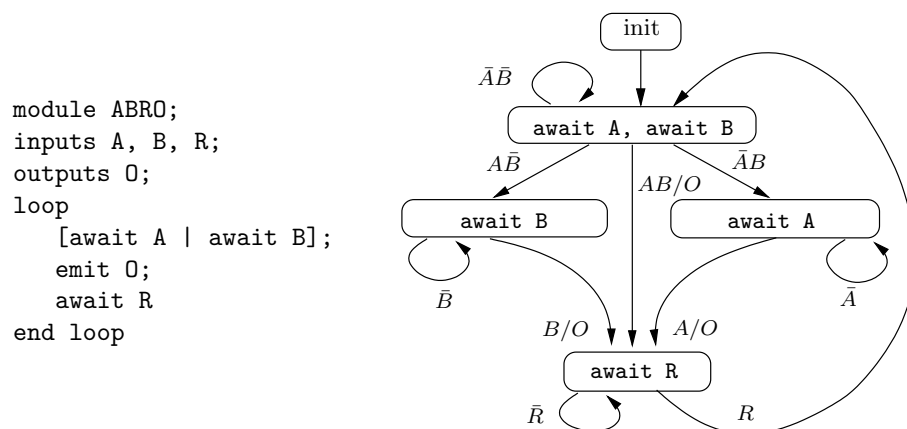 module ABRO;
inputs A, B, R;
outputs O;
loop
[await A | await B];
emit O;
await R
end loop
init
ĀB̄
await A, await B
AB̄
ĀB
AB/O
await B
await A
B̄
Ā
B/O
A/O
await R
R̄
R